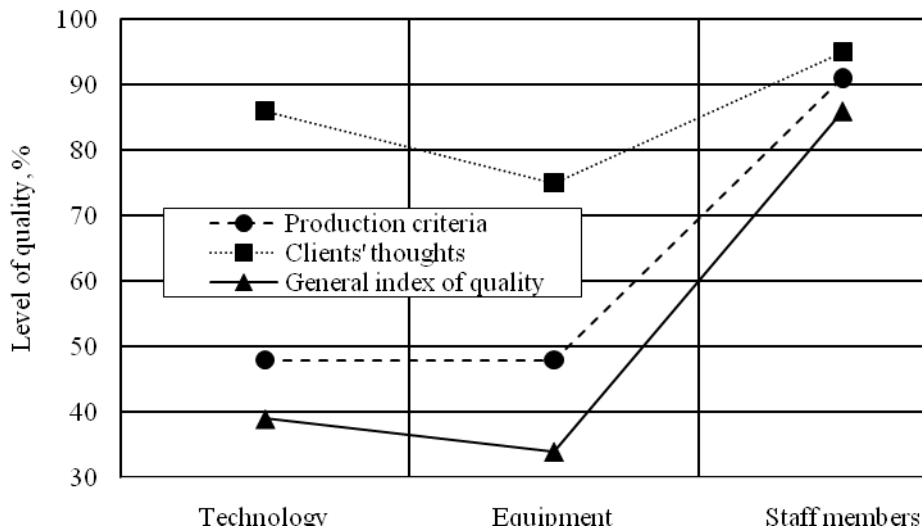 100
90
80
70
60
50
40
30
Level of quality, %
Production criteria
Clients' thoughts
General index of quality
Technology
Equipment
Staff members